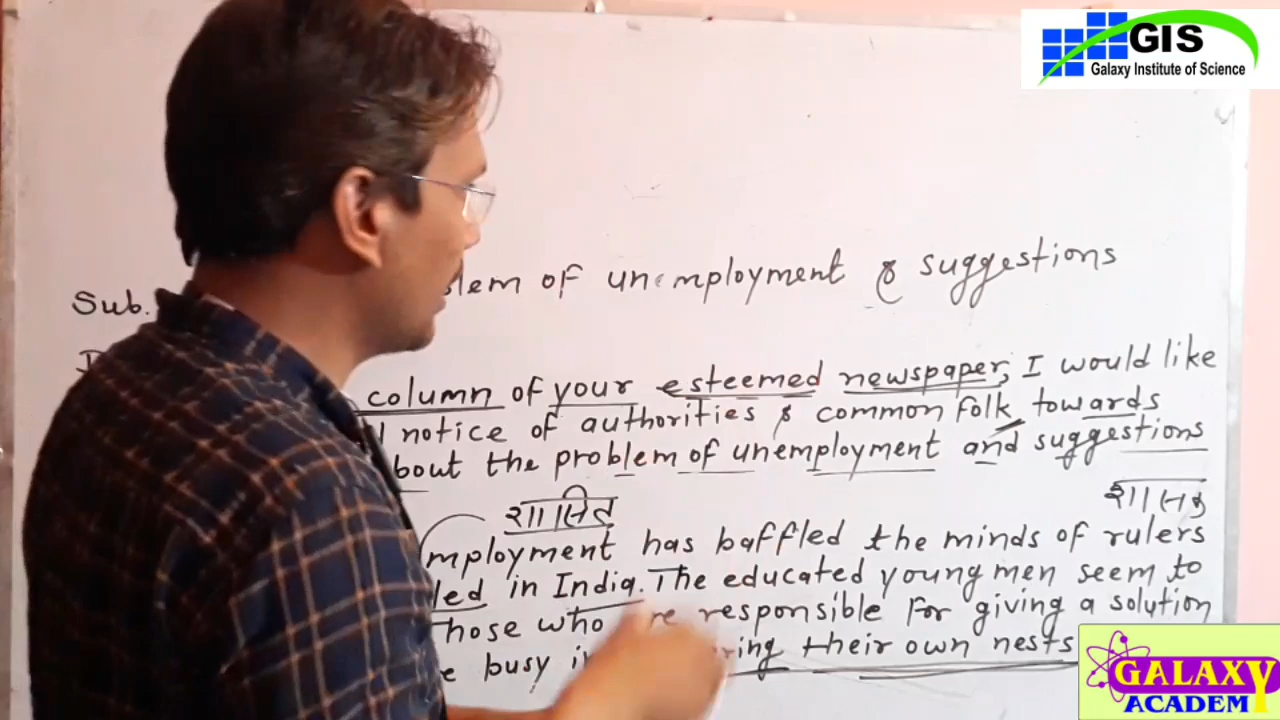 GIS
Galaxy Institute of Science
Sub. lem of unemployment & suggestions
column of your esteemed newspaper, I would like
notice of authorities & common folk towards
bout the problem of unemployment and suggestions
शासित शासक
mployment has baffled the minds of rulers
led in India. The educated young men seem to
hose who re responsible for giving a solution
e busy i ring their own nests
GALAXY
ACADEM